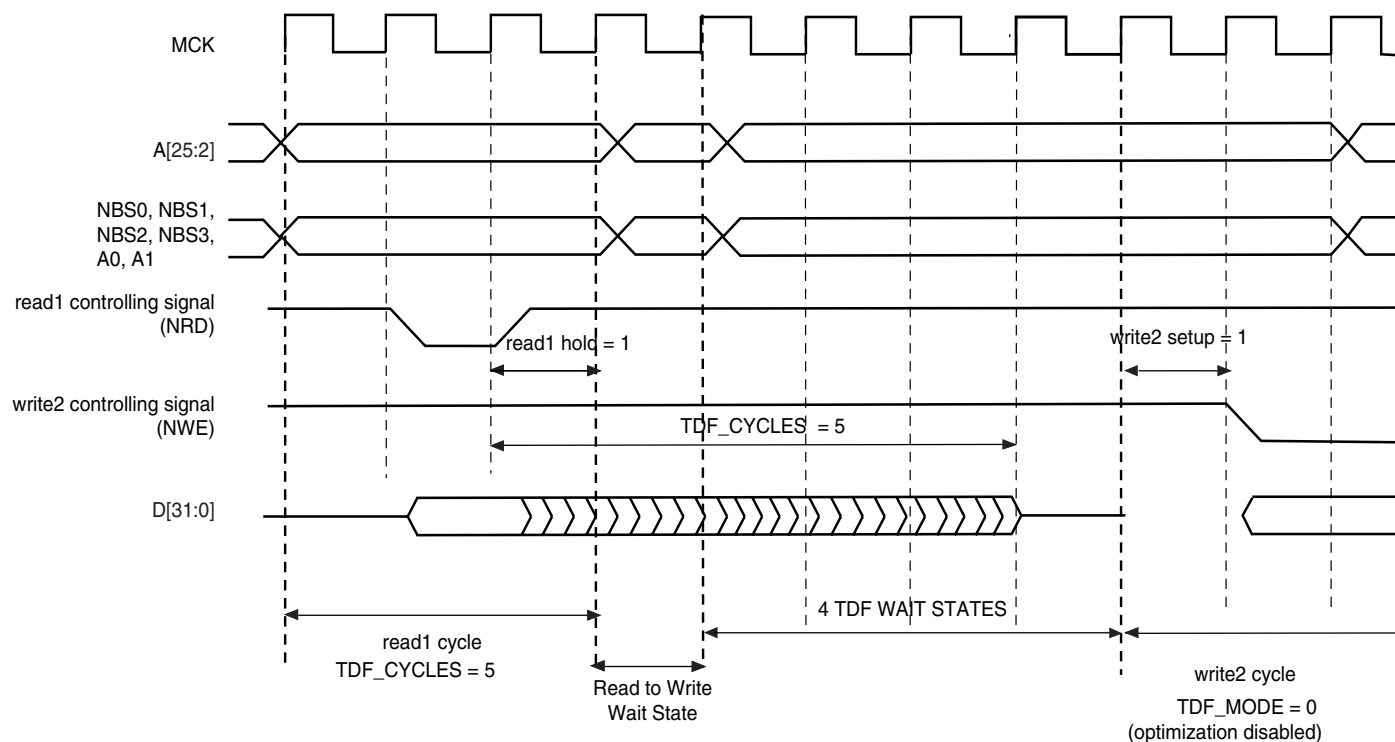 MCK
A[25:2]
NBS0, NBS1,
NBS2, NBS3,
A0, A1
read1 controlling signal
(NRD)
read1 hold = 1
write2 setup = 1
write2 controlling signal
(NWE)
TDF_CYCLES = 5
D[31:0]
4 TDF WAIT STATES
read1 cycle
TDF_CYCLES = 5
Read to Write
Wait State
write2 cycle
TDF_MODE = 0
(optimization disabled)